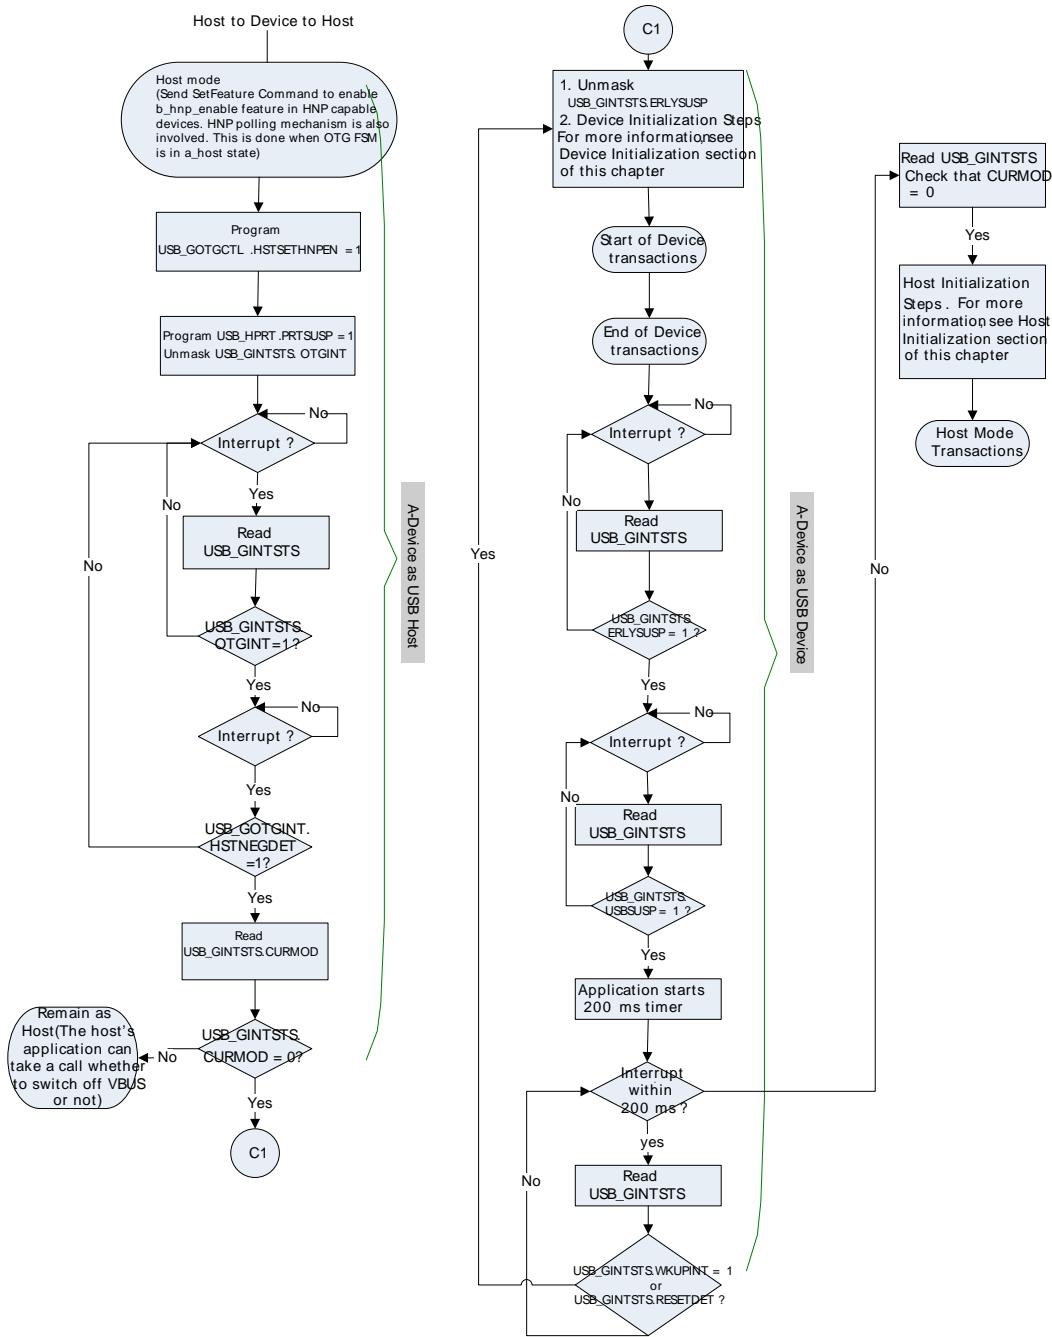 Host to Device to Host
Host mode
(Send SetFeature Command to enable
b_hnp_enable feature in HNP capable
devices. HNP polling mechanism is also
involved. This is done when OTG FSM
is in a_host state)
Program
USB_GOTGCTL .HSTSETHNPEN = 1
Program USB_HPRT .PRTSUSP = 1
Unmask USB_GINTSTS. OTGINT
Interrupt ?
No
Yes
Read
USB_GINTSTS
No
No
USB_GINTSTS.
OTGINT=1 ?
Yes
Interrupt ?
No
Yes
USB_GOTGINT.
HSTNEGDET
=1?
Yes
Read
USB_GINTSTS.CURMOD
USB_GINTSTS.
CURMOD = 0?
No
Remain as
Host(The host's
application can
take a call whether
to switch off VBUS
or not)
Yes
C1
A-Device as USB Host
C1
1. Unmask
USB_GINTSTS.ERLYSUSP
2. Device Initialization Steps
For more information, see
Device Initialization section
of this chapter
Start of Device
transactions
End of Device
transactions
Interrupt ?
No
Read
USB_GINTSTS
No
USB_GINTSTS.
ERLYSUSP = 1 ?
Yes
Interrupt ?
No
Read
USB_GINTSTS
No
USB_GINTSTS.
USBSUSP = 1 ?
Yes
Application starts
200 ms timer
Interrupt
within
200 ms ?
yes
Read
USB_GINTSTS
No
USB_GINTSTS.WKUPINT = 1
or
USB_GINTSTS.RESETDET ?
Yes
A-Device as USB Device
No
Read USB_GINTSTS
Check that CURMOD
= 0
Yes
Host Initialization
Steps. For more
information, see Host
Initialization section
of this chapter
Host Mode
Transactions